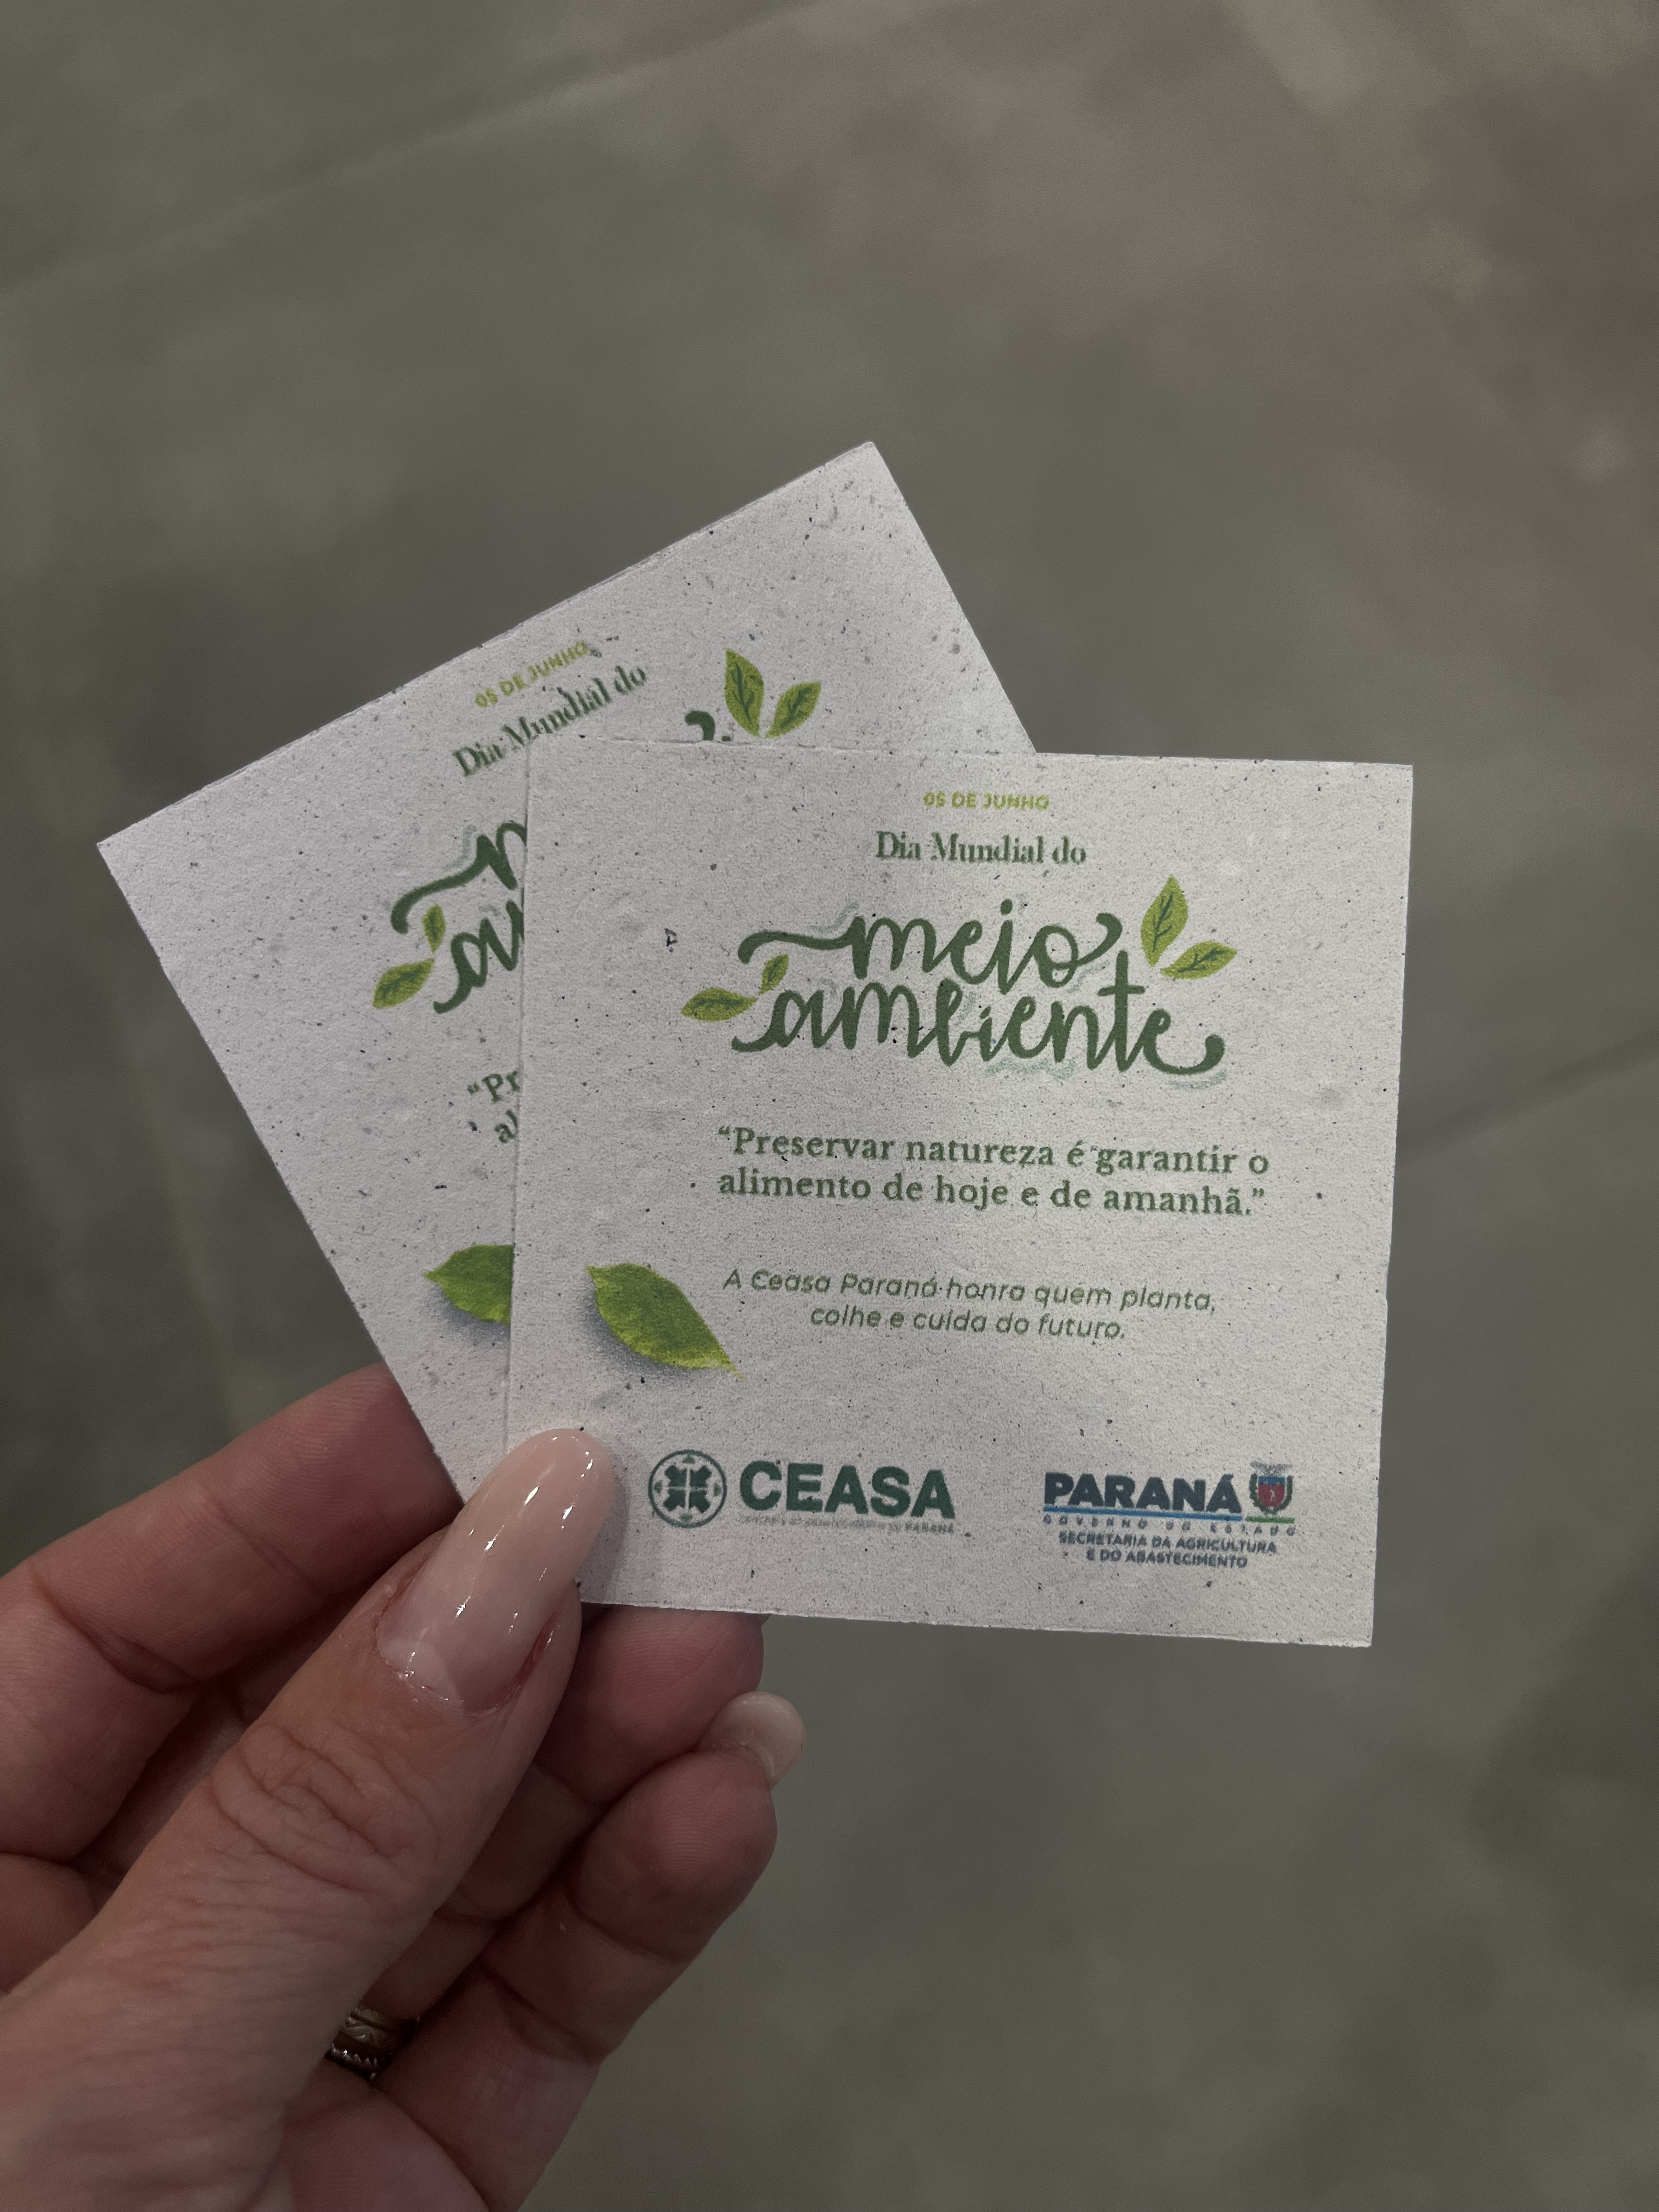 05 DE JUNHO
Dia Mundial do
05 DE JUNHO
Dia Mundial do
meio
ambiente
“Preservar natureza é garantir o
alimento de hoje e de amanhã.”
A Ceasa Paraná honra quem planta,
colhe e cuida do futuro.
CEASA
PARANÁ
PARANÁ
GOVERNO DO ESTADO
SECRETARIA DA AGRICULTURA
E DO ABASTECIMENTO